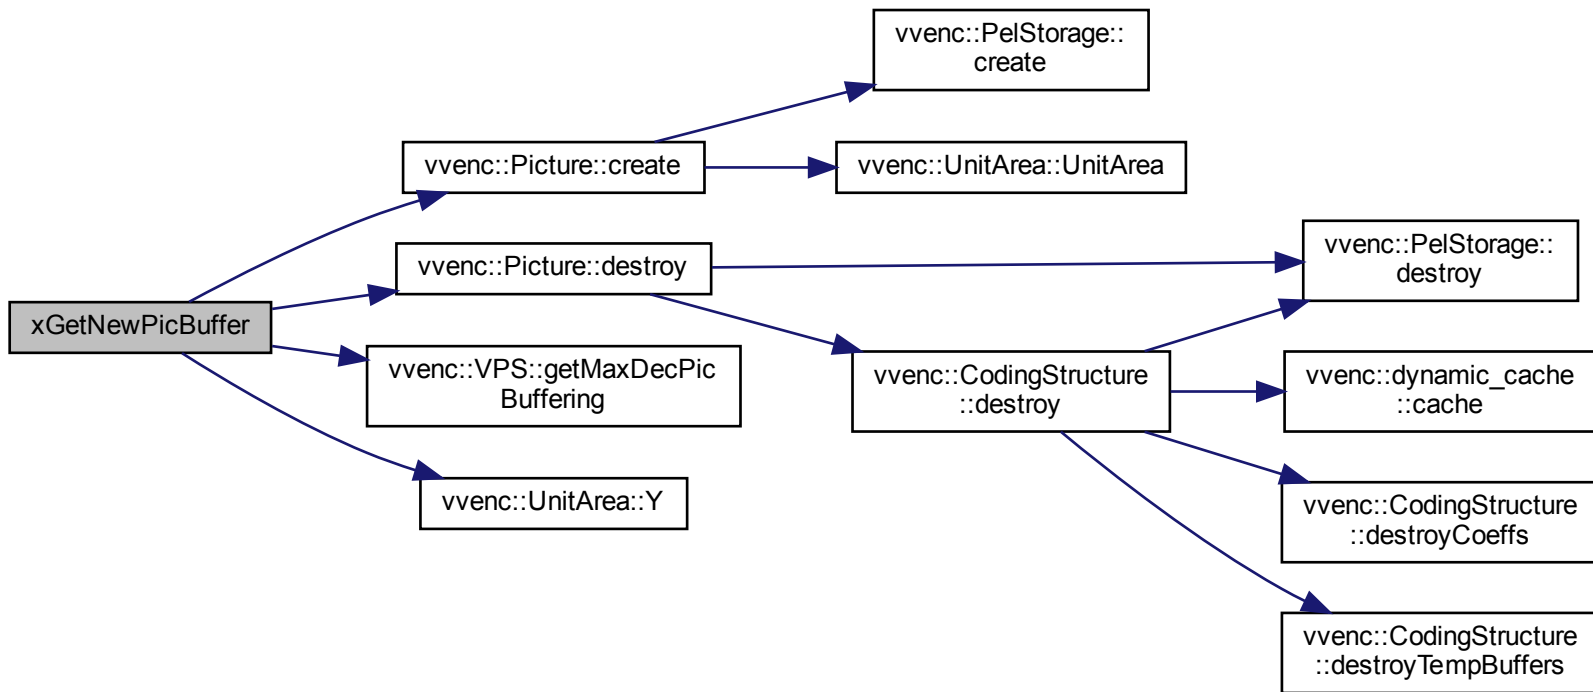 vvenc::PelStorage::
create
vvenc::Picture::create
vvenc::UnitArea::UnitArea
vvenc::Picture::destroy
vvenc::PelStorage::
destroy
xGetNewPicBuffer
vvenc::VPS::getMaxDecPic
Buffering
vvenc::CodingStructure
::destroy
vvenc::dynamic_cache
::cache
vvenc::UnitArea::Y
vvenc::CodingStructure
::destroyCoeffs
vvenc::CodingStructure
::destroyTempBuffers